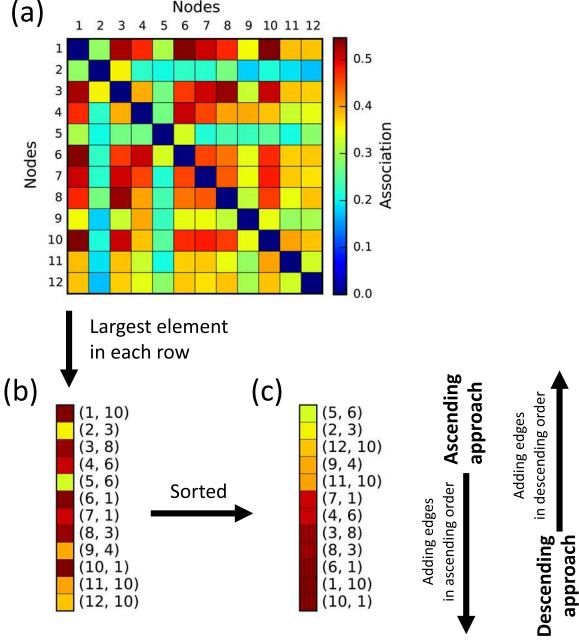 (a)
Nodes
1 2 3 4 5 6 7 8 9 10 11 12
Nodes
1
2
3
4
5
6
7
8
9
10
11
12
0.5
0.4
0.3
0.2
0.1
0.0
Association
Largest element
in each row
(b)
(1, 10)
(2, 3)
(3, 8)
(4, 6)
(5, 6)
(6, 1)
(7, 1)
(8, 3)
(9, 4)
(10, 1)
(11, 10)
(12, 10)
Sorted
(c)
(5, 6)
(2, 3)
(12, 10)
(9, 4)
(11, 10)
(7, 1)
(4, 6)
(3, 8)
(8, 3)
(6, 1)
(1, 10)
(10, 1)
Ascending
approach
Adding edges
in ascending order
Adding edges
in descending order
Descending
approach